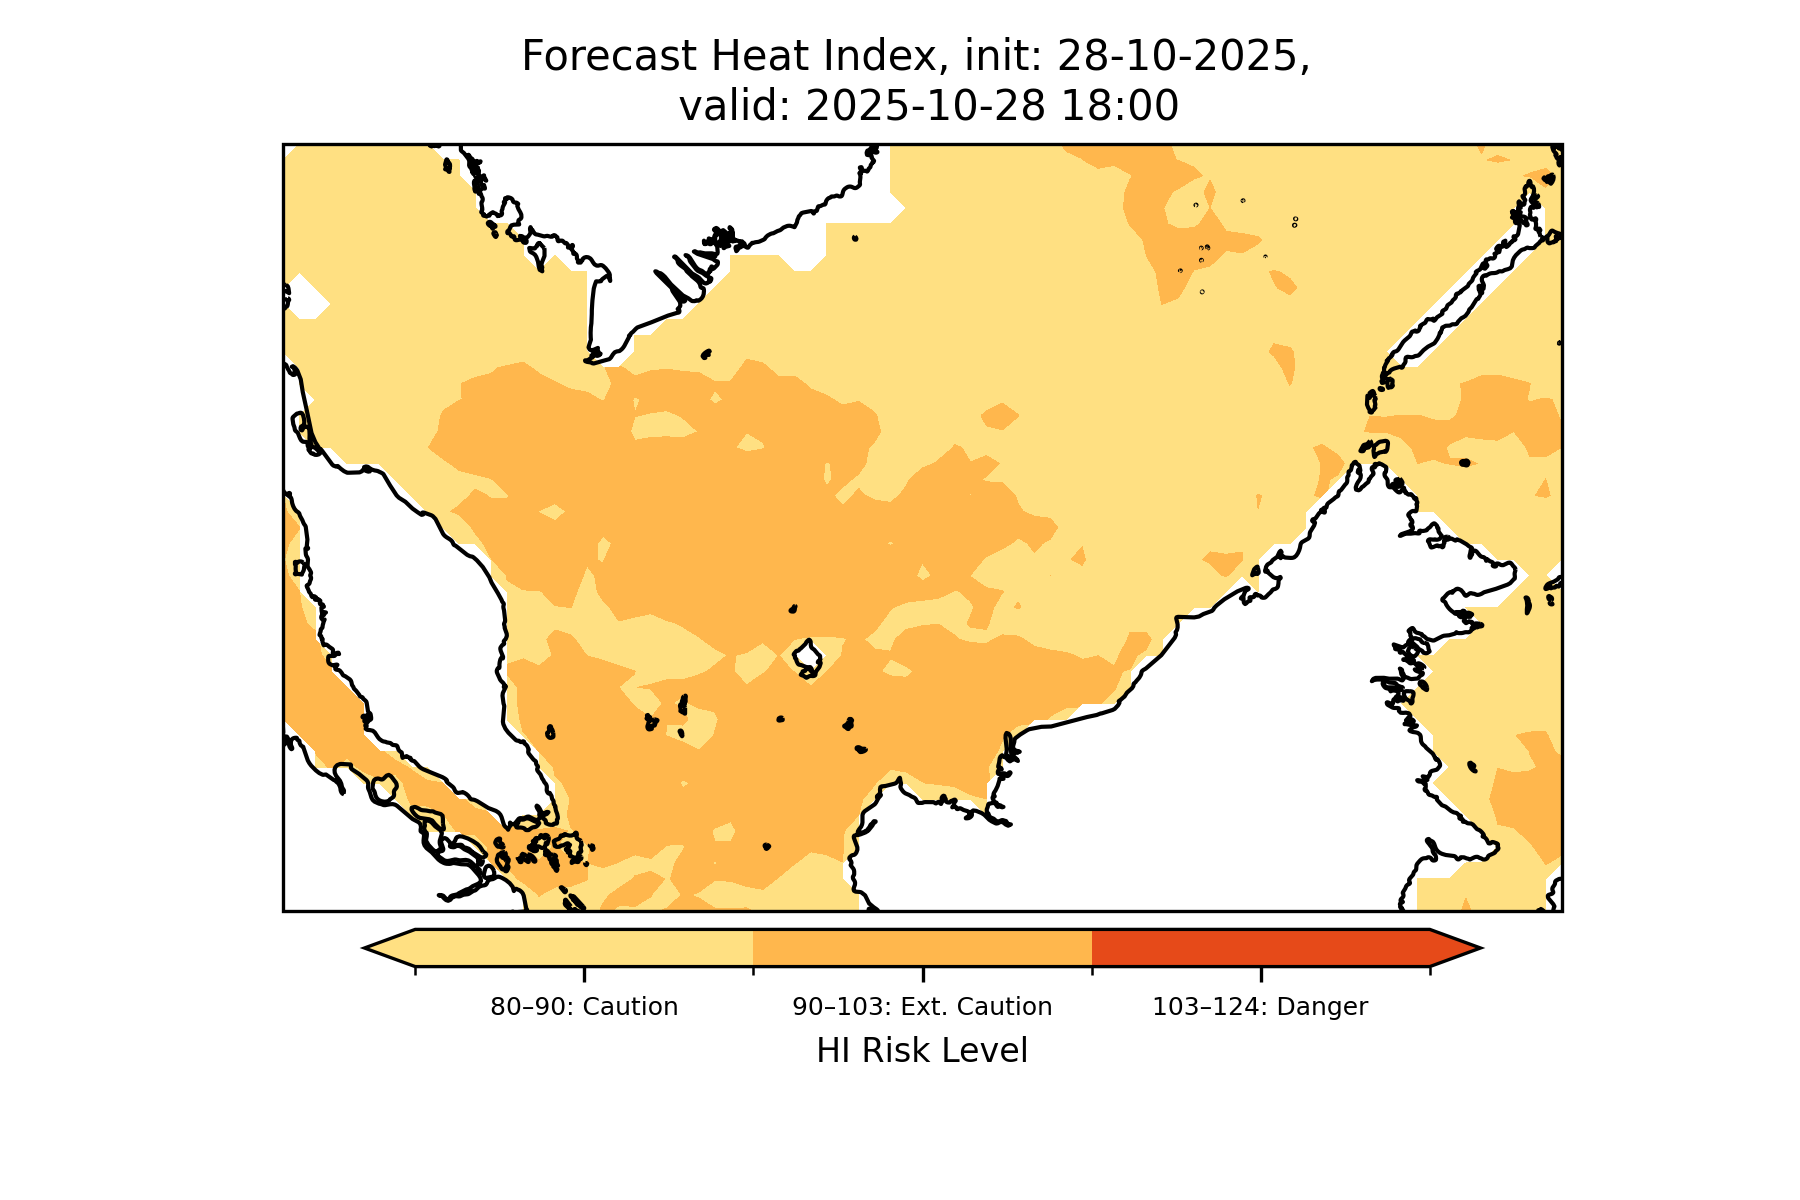 Forecast Heat Index, init: 28-10-2025,
valid: 2025-10-28 18:00
80–90: Caution
90–103: Ext. Caution
103–124: Danger
HI Risk Level